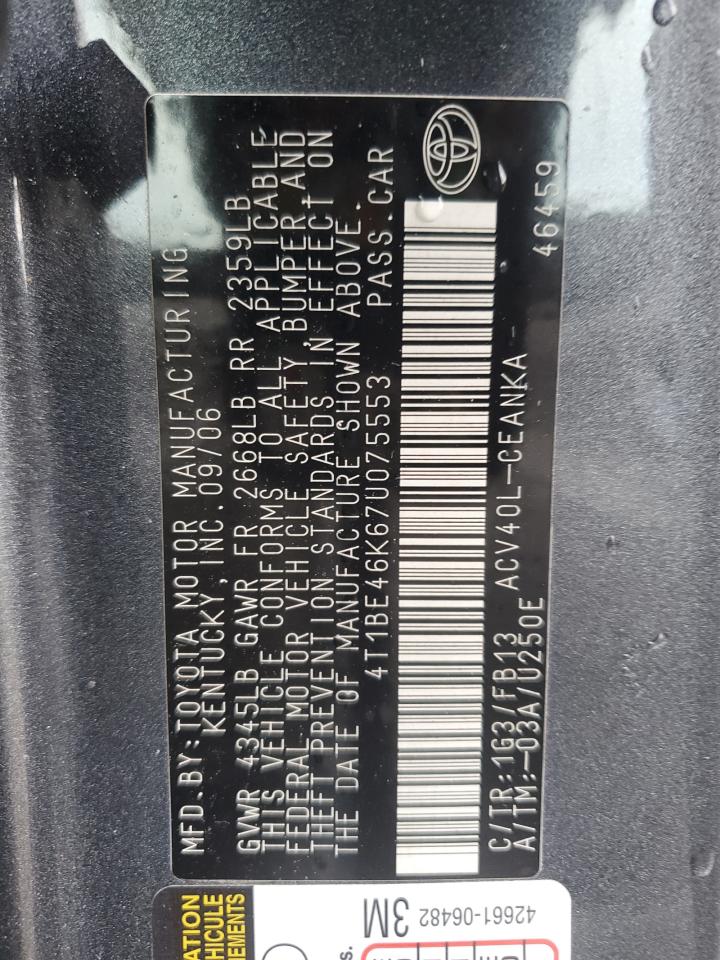 MFD.BY:TOYOTA MOTOR MANUFACTURING
KENTUCKY,INC.09/06
GVWR 4345LB GAWR FR 2668LB RR 2359LB
THIS VEHICLE CONFORMS TO ALL APPLICABLE
FEDERAL MOTOR VEHICLE SAFETY,BUMPER,AND
THEFT PREVENTION STANDARDS IN EFFECT ON
THE DATE OF MANUFACTURE SHOWN ABOVE.
4T1BE46K67U075553 PASS.CAR
C/TR:1G3/FB13 ACV40L-CEANKA 46459
A/TM:-03A/U250E
42661-06482
3M